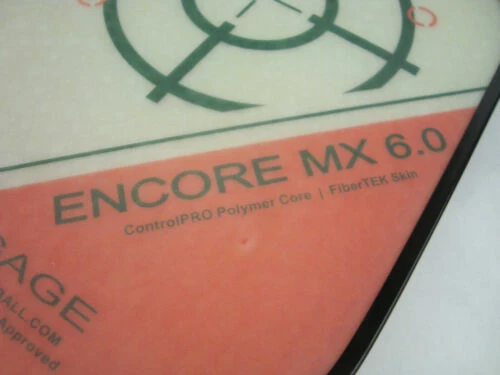 ENCORE MX 6.0
ControlPRO Polymer Core | FiberTEK Skin
AGE
BALL.COM
Approved